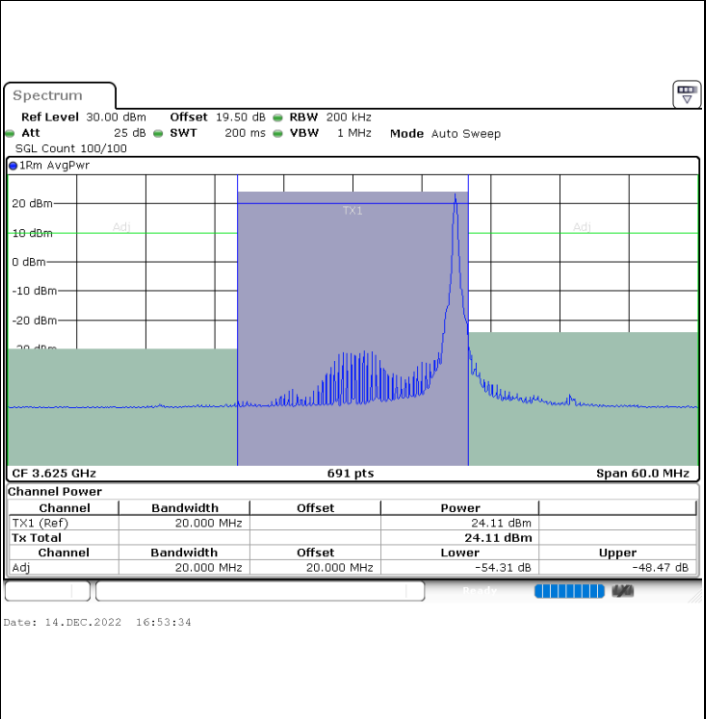 Spectrum
Ref Level 30.00 dBm Offset 19.50 dB RBW 200 kHz
Att 25 dB SWT 200 ms VBW 1 MHz Mode Auto Sweep
SGL Count 100/100
1Rm AvgPwr
20 dBm
TX1
Adj
Adj
10 dBm
0 dBm
-10 dBm
-20 dBm
CF 3.625 GHz 691 pts Span 60.0 MHz
Channel Power
Channel Bandwidth Offset Power
TX1 (Ref) 20.000 MHz 24.11 dBm
Tx Total 24.11 dBm
Channel Bandwidth Offset Lower Upper
Adj 20.000 MHz 20.000 MHz -54.31 dB -48.47 dB
Ready
Date: 14.DEC.2022 16:53:34